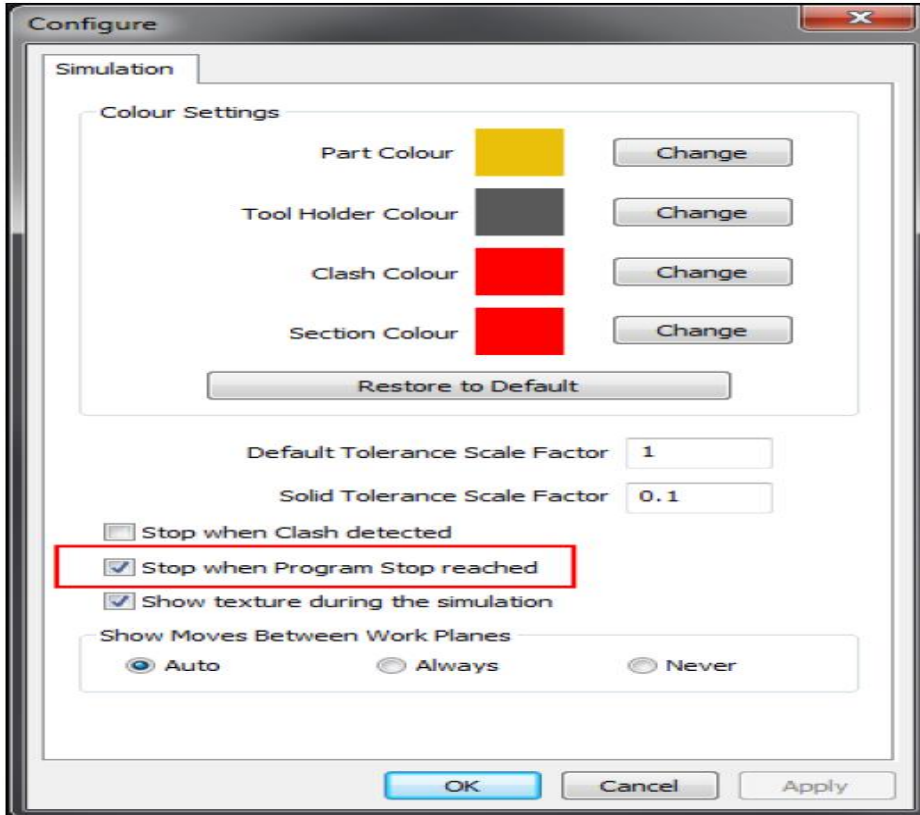 Configure
Simulation
Colour Settings
Part Colour Change
Tool Holder Colour Change
Clash Colour Change
Section Colour Change
Restore to Default
Default Tolerance Scale Factor 1
Solid Tolerance Scale Factor 0.1
Stop when Clash detected
Stop when Program Stop reached
Show texture during the simulation
Show Moves Between Work Planes
Auto Always Never
OK Cancel Apply